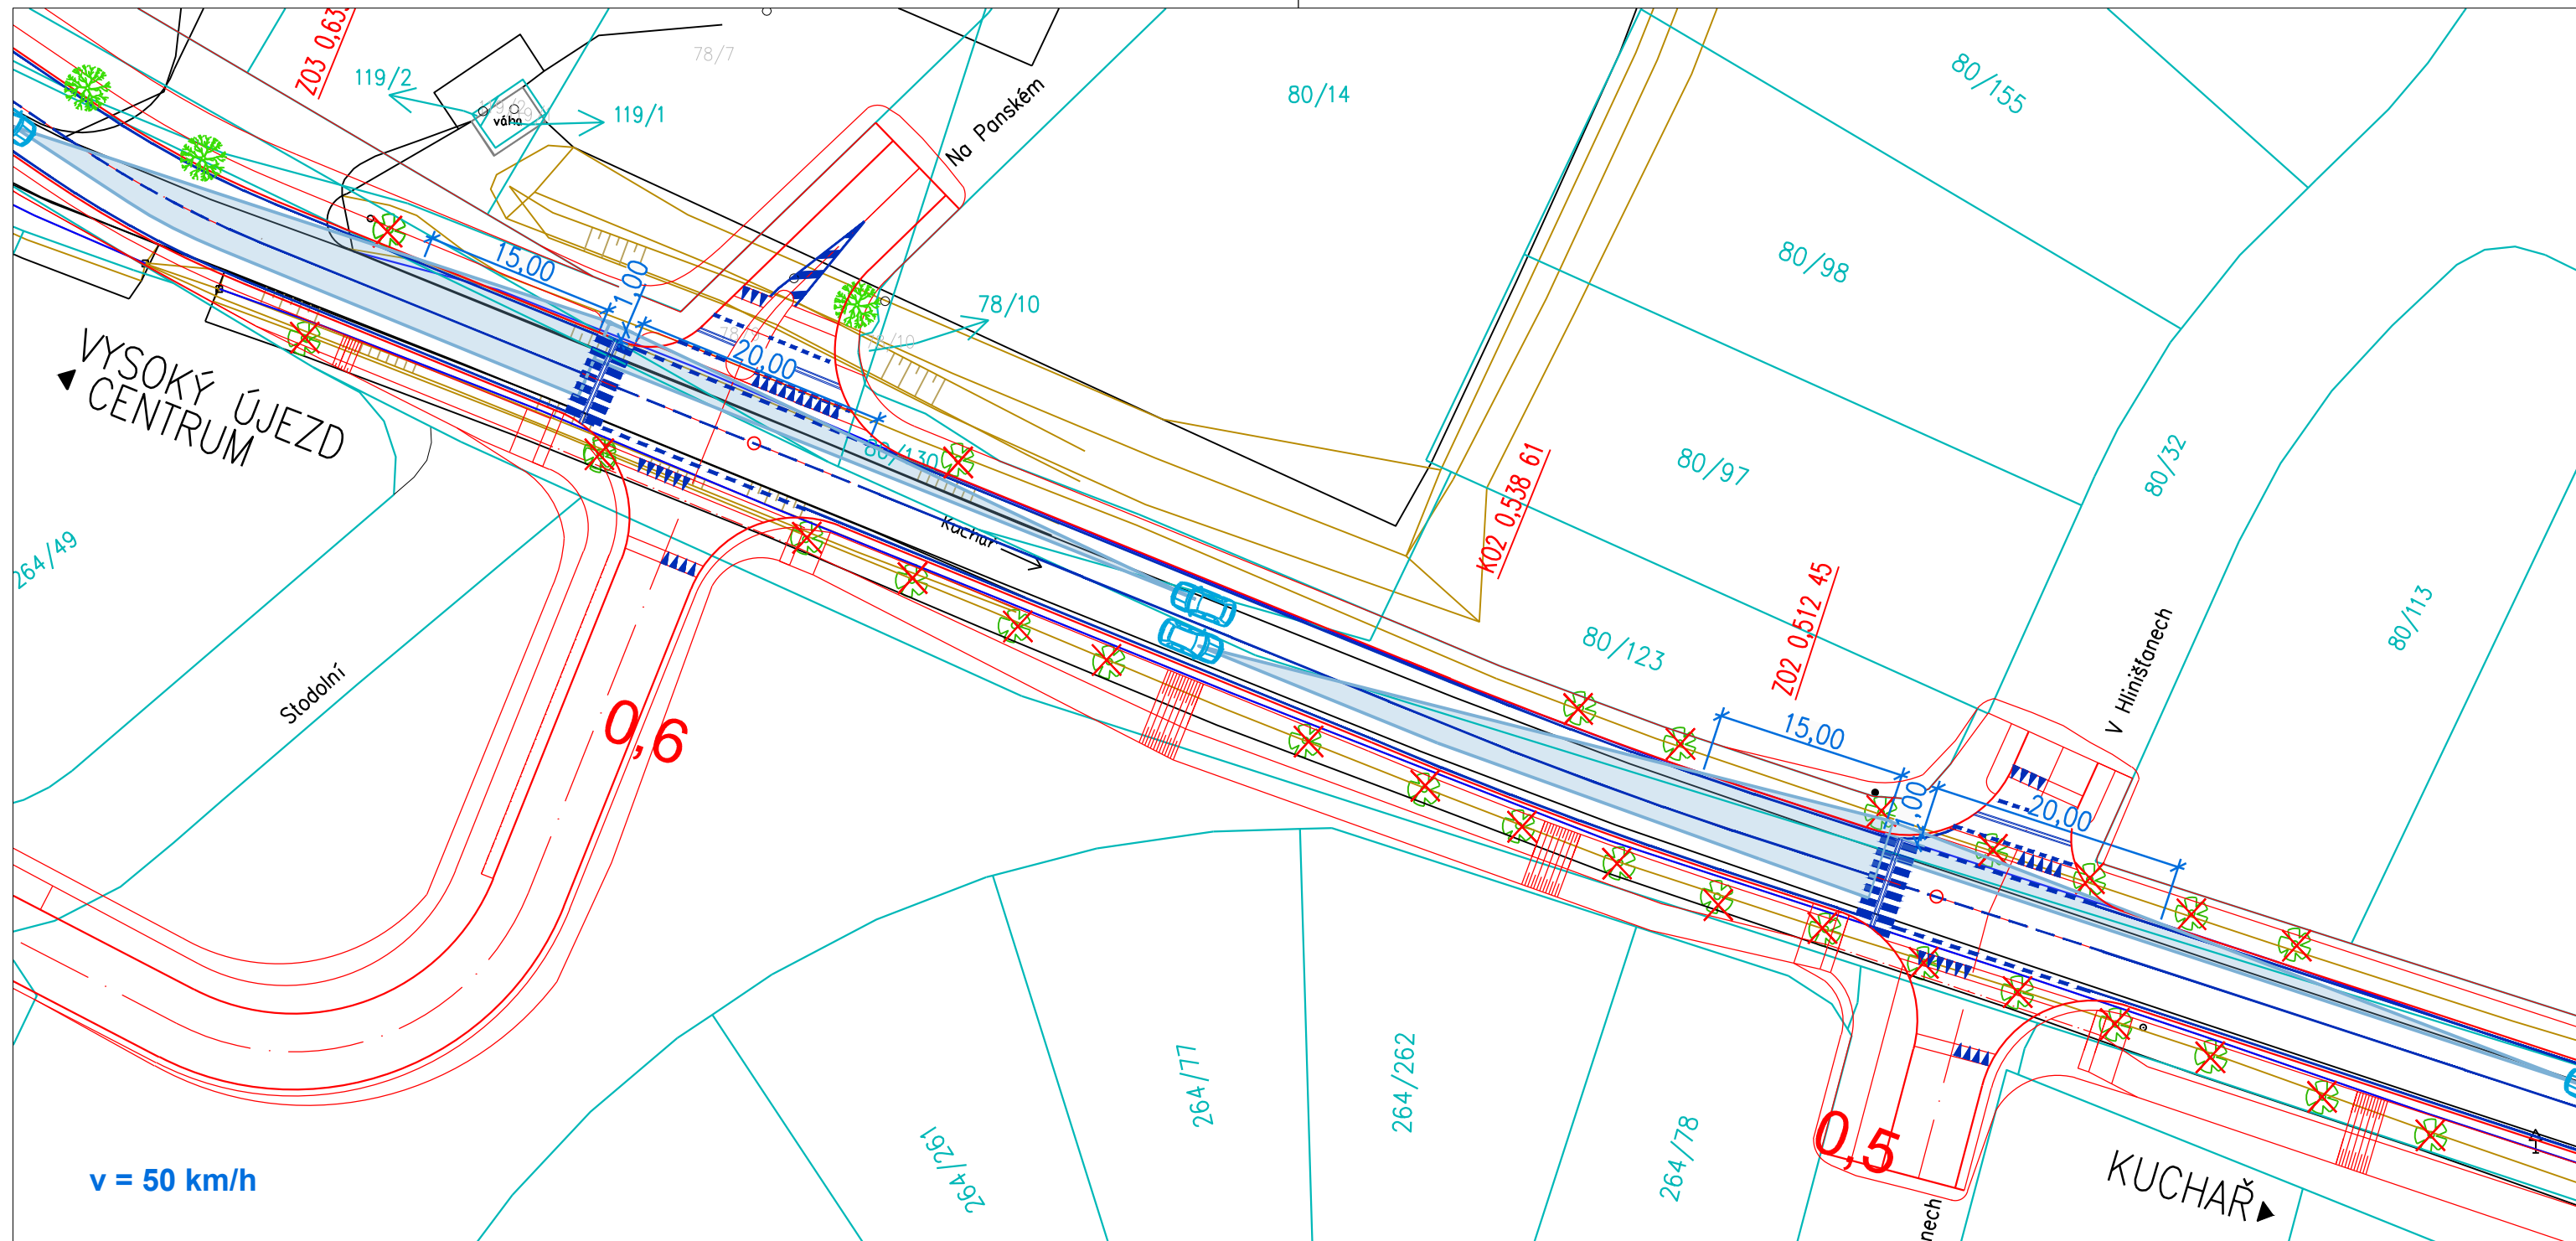 Z03 0,63
78/7
119/2
119/1
váha
Na Panském
80/14
80/155
15,00
1,00
78/10
80/98
VYSOKÝ ÚJEZD
CENTRUM
20,00
80/130
K02 0,538 61
80/97
80/32
264/49
Kuchař
80/123
Z02 0,512 45
80/113
V Hlinišťanech
Stodolní
0,6
15,00
20,00
264/77
264/262
264/261
264/78
0,5
v = 50 km/h
KUCHAŘ
nech